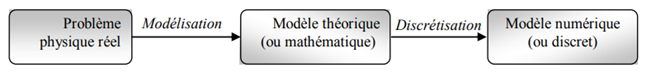 Problème
physique réel
Modélisation
Modèle théorique
(ou mathématique)
Discrétisation
Modèle numérique
(ou discret)